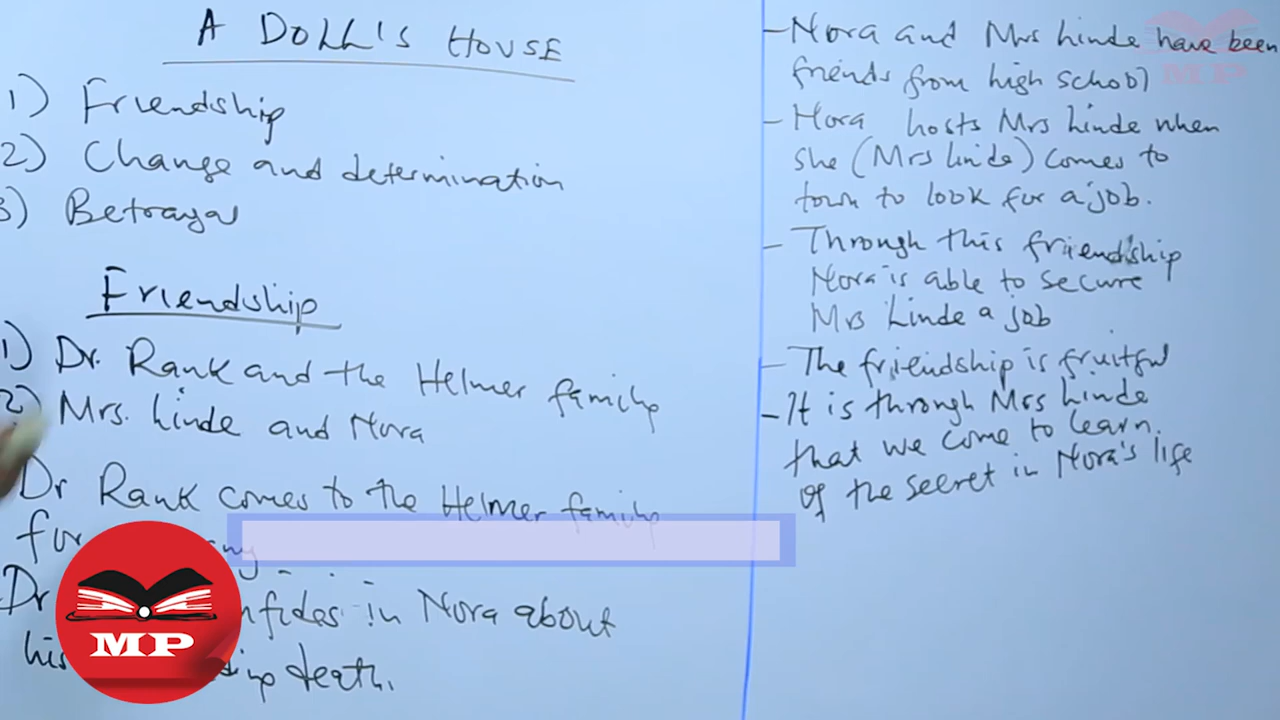 A DOLL'S HOUSE
1) Friendship
2) Change and determination
3) Betrayal
Friendship
1) Dr. Rank and the Helmer family
2) Mrs. Linde and Nora
Dr Rank comes to the Helmer family
for
Dr in Nora about
his death.
MP
- Nora and Mrs Linde have been
friends from high school
- Nora hosts Mrs Linde when
she (Mrs Linde) comes to
town to look for a job.
- Through this friendship
Nora is able to secure
Mrs Linde a job
- The friendship is fruitful
- It is through Mrs Linde
that we come to learn
of the secret in Nora's life
MP